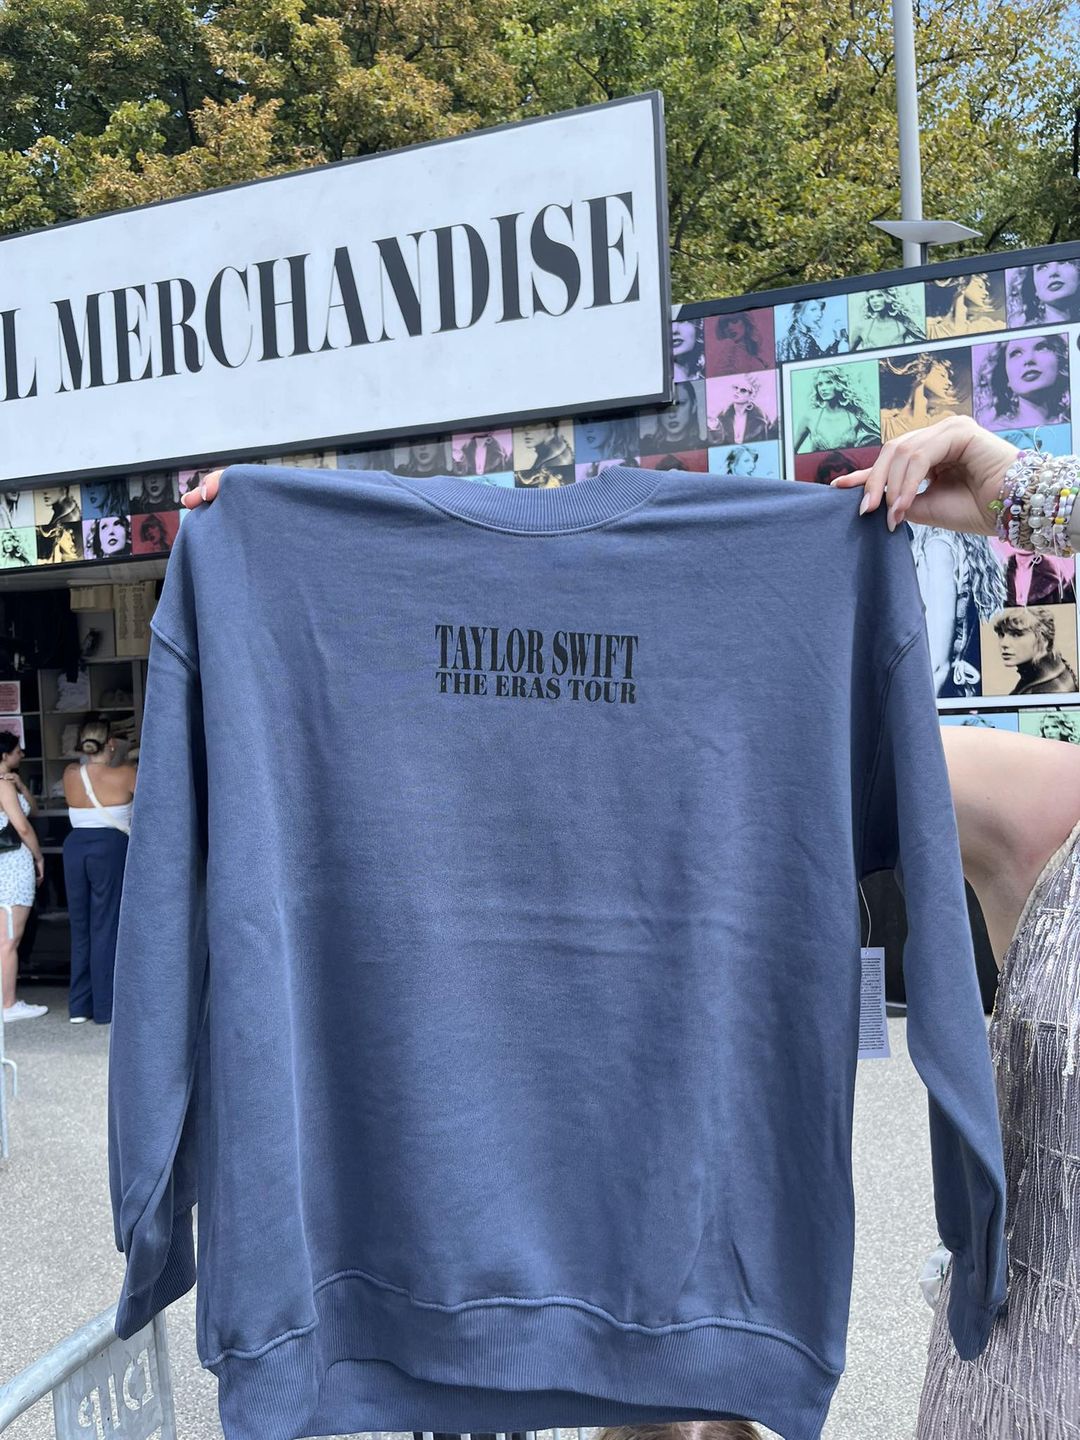 L MERCHANDISE
TAYLOR SWIFT
THE ERAS TOUR